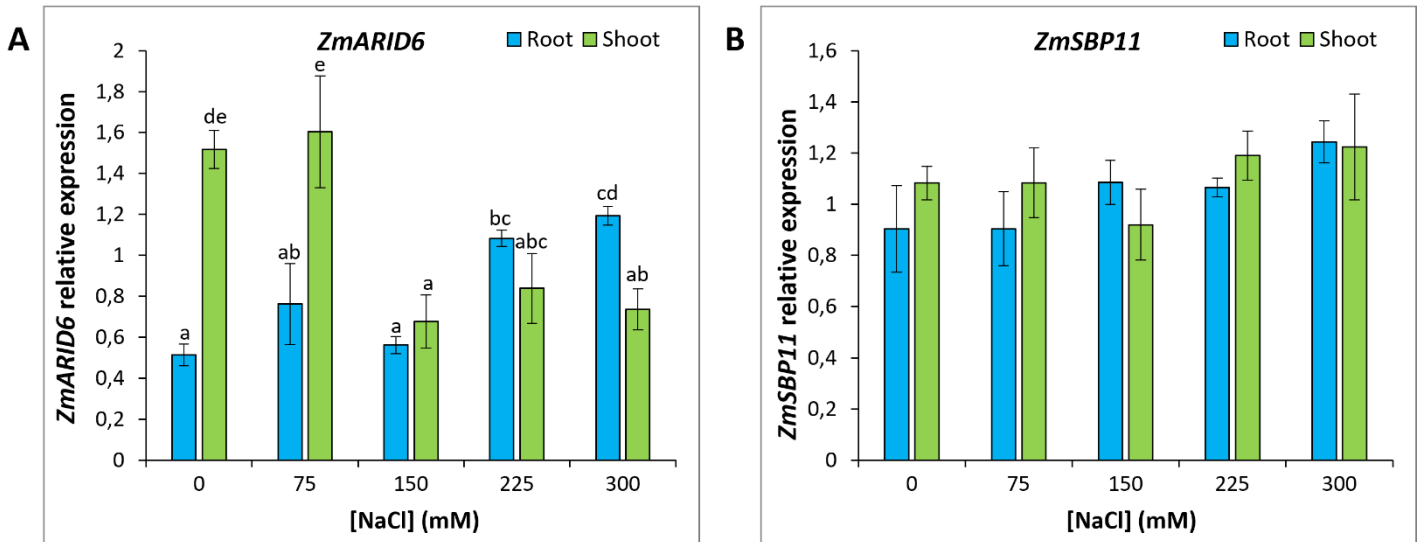 A
ZmARID6
Root
Shoot
ZmARID6 relative expression
2
1,8
1,6
1,4
1,2
1
0,8
0,6
0,4
0,2
0
a
de
ab
e
a
a
bc
abc
cd
ab
0
75
150
225
300
[NaCl] (mM)
B
ZmSBP11
Root
Shoot
ZmSBP11 relative expression
1,6
1,4
1,2
1
0,8
0,6
0,4
0,2
0
0
75
150
225
300
[NaCl] (mM)